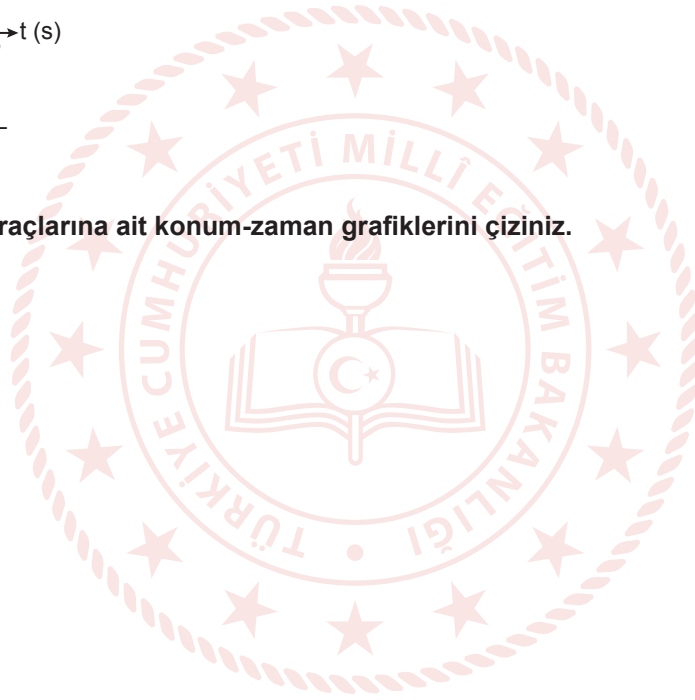 t (s)
raçlarına ait konum-zaman grafiklerini çiziniz.
TÜRKİYE CUMHURİYETİ MİLLÎ EĞİTİM BAKANLIĞI